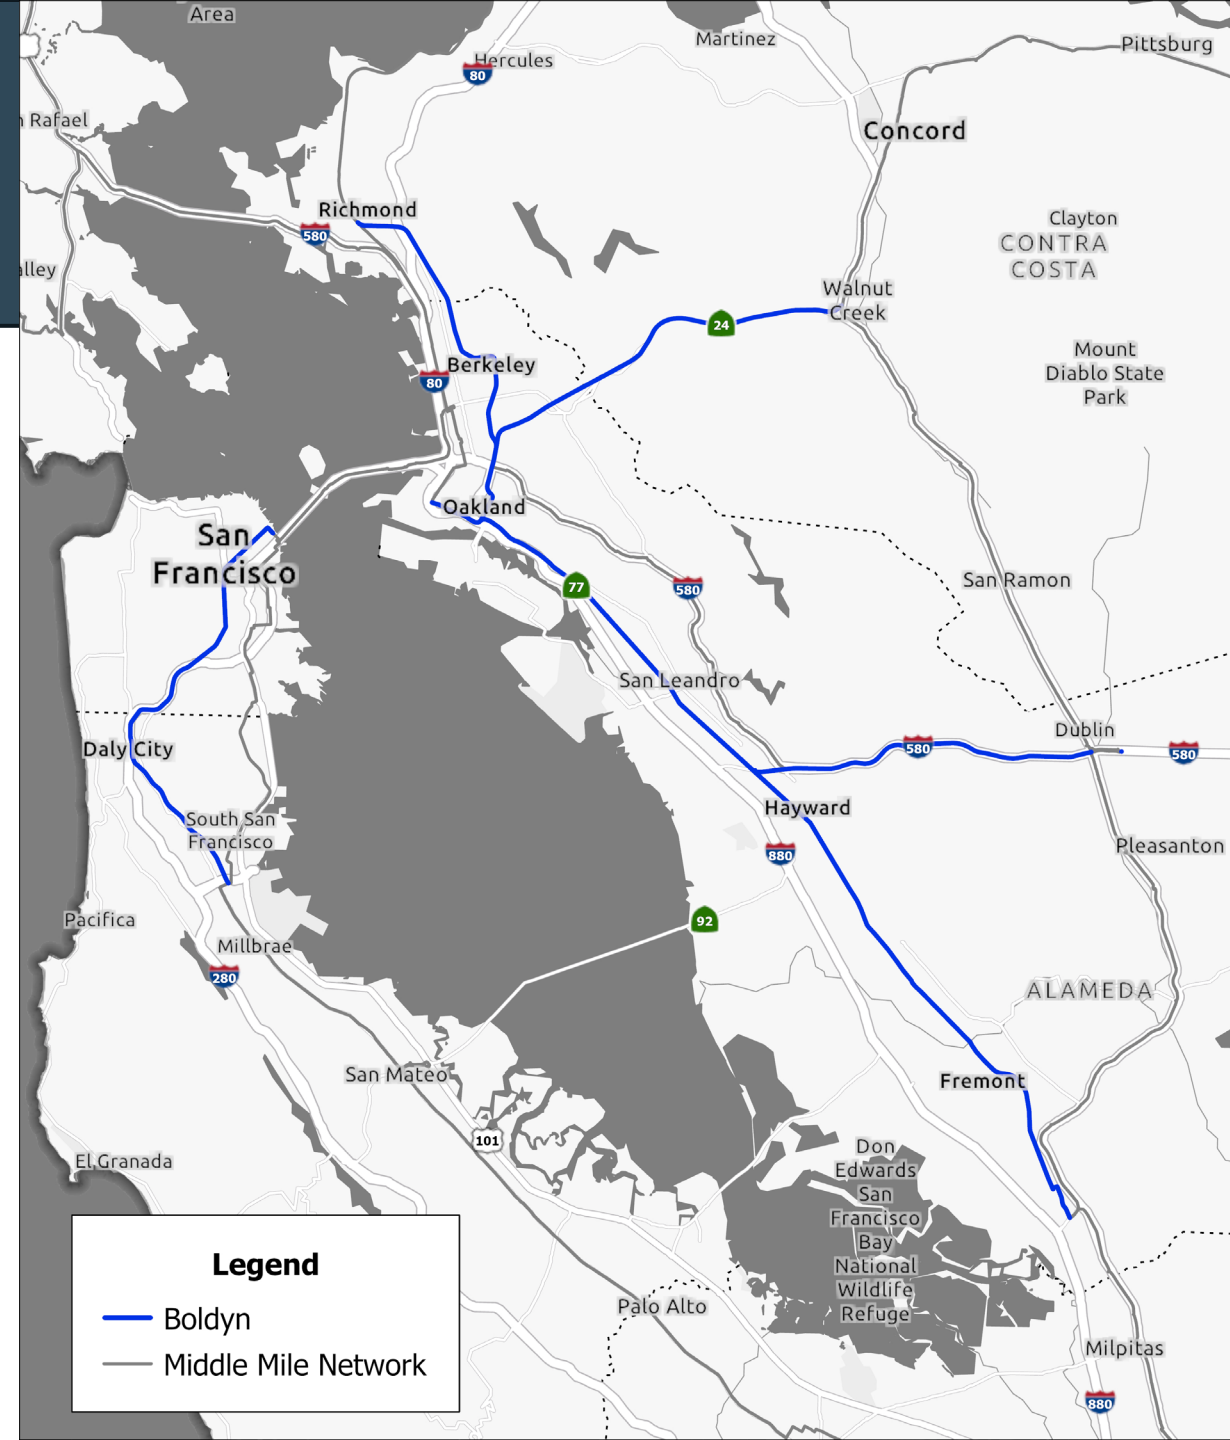 Area
Martinez
Pittsburg
Hercules
80
Rafael
Concord
Richmond
580
Clayton
CONTRA
COSTA
Walnut
Creek
24
Mount
Diablo State
Park
Berkeley
80
Oakland
San
Francisco
77
580
San Ramon
San Leandro
Dublin
580
580
Daly City
Hayward
South San
Francisco
880
Pleasanton
Pacifica
92
Millbrae
280
ALAMEDA
San Mateo
Fremont
101
El Granada
Don
Edwards
San
Francisco
Bay
National
Wildlife
Refuge
Palo Alto
Milpitas
880
Legend
Boldyn
Middle Mile Network